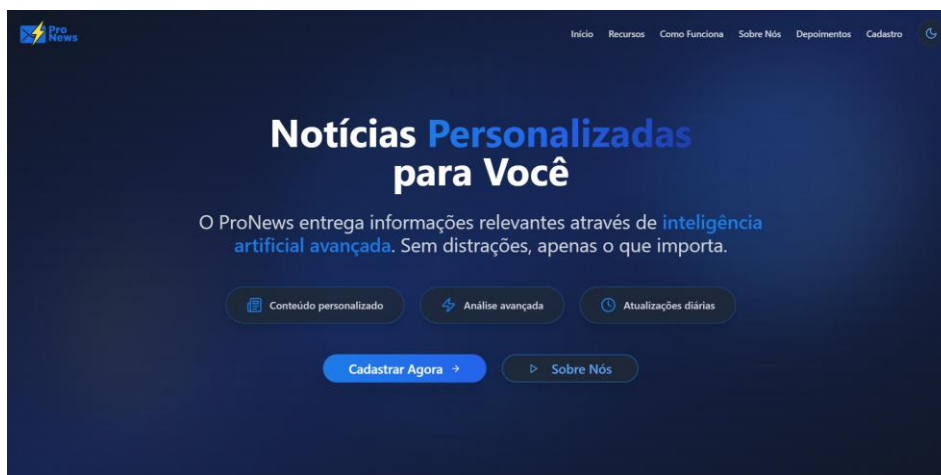 Pro
News
Início Recursos Como Funciona Sobre Nós Depoimentos Cadastro
Notícias Personalizadas
para Você
O ProNews entrega informações relevantes através de inteligência
artificial avançada. Sem distrações, apenas o que importa.
Conteúdo personalizado Análise avançada Atualizações diárias
Cadastrar Agora → Sobre Nós